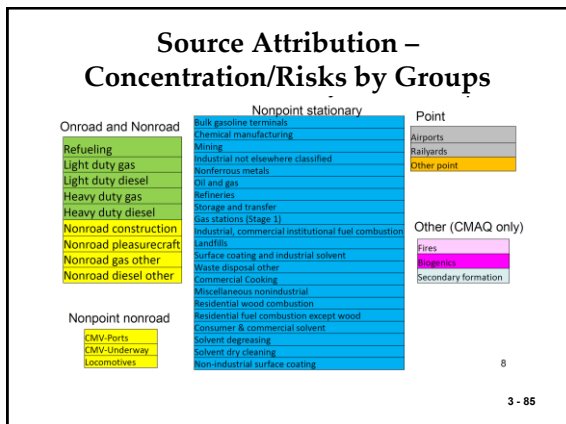 Source Attribution –
Concentration/Risks by Groups
Onroad and Nonroad
Refueling
Light duty gas
Light duty diesel
Heavy duty gas
Heavy duty diesel
Nonroad construction
Nonroad pleasurecraft
Nonroad gas other
Nonroad diesel other
Nonpoint nonroad
CMV-Ports
CMV-Underway
Locomotives
Nonpoint stationary
Bulk gasoline terminals
Chemical manufacturing
Mining
Industrial not elsewhere classified
Nonferrous metals
Oil and gas
Refineries
Storage and transfer
Gas stations (Stage 1)
Industrial, commercial institutional fuel combustion
Landfills
Surface coating and industrial solvent
Waste disposal other
Commercial Cooking
Miscellaneous nonindustrial
Residential wood combustion
Residential fuel combustion except wood
Consumer & commercial solvent
Solvent degreasing
Solvent dry cleaning
Non-industrial surface coating
Point
Airports
Railyards
Other point
Other (CMAQ only)
Fires
Biogenics
Secondary formation
8
3 - 85